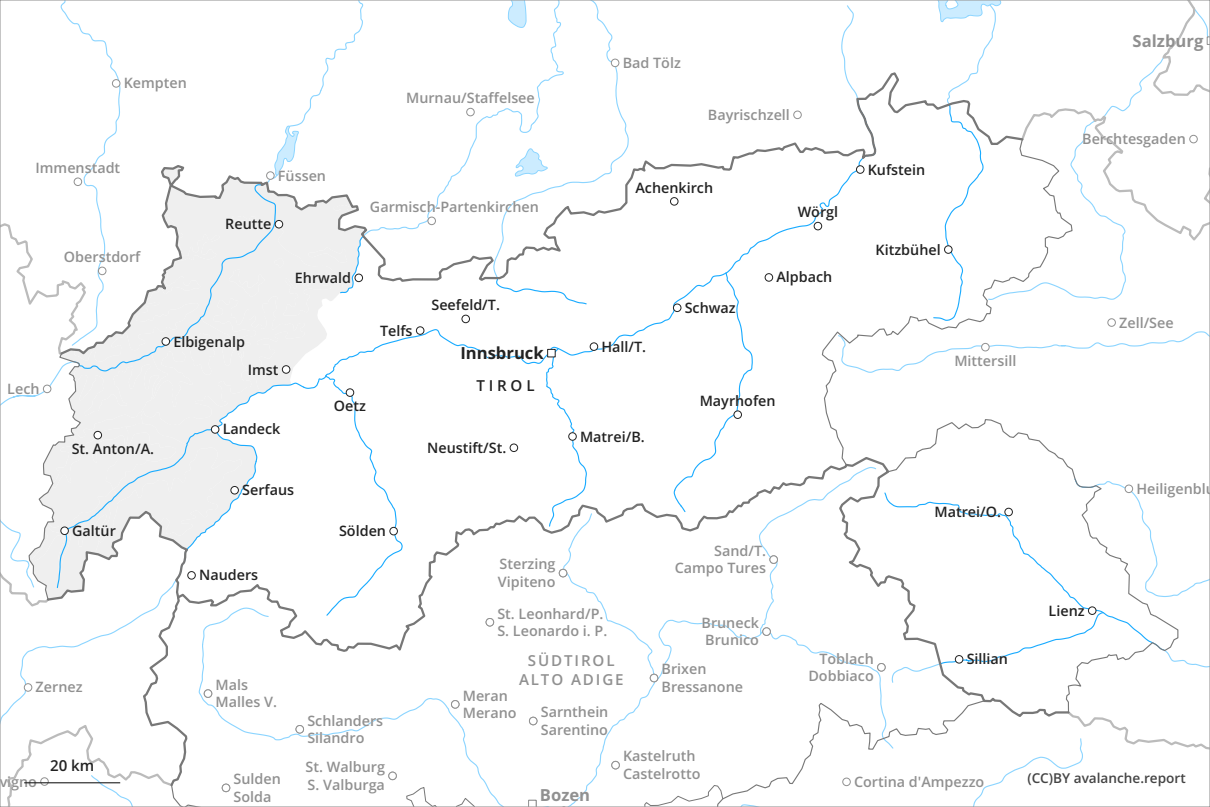 Salzburg
Bad Tölz
Kempten
Murnau/Staffelsee
Bayrischzell
Berchtesgaden
Immenstadt
Füssen
Kufstein
Achenkirch
Garmisch-Partenkirchen
Wörgl
Reutte
Kitzbühel
Oberstdorf
Ehrwald
Alpbach
Seefeld/T.
Schwaz
Telfs
Zell/See
Elbigenalp
Innsbruck
Hall/T.
Mittersill
Imst
TIROL
Lech
Oetz
Mayrhofen
Landeck
Matrei/B.
St. Anton/A.
Neustift/St.
Serfaus
Heiligenblu
Matrei/O.
Galtür
Sölden
Sand/T.
Campo Tures
Sterzing
Vipiteno
Nauders
Lienz
St. Leonhard/P.
S. Leonardo i. P.
Bruneck
Brunico
SÜDTIROL
ALTO ADIGE
Toblach
Dobbiaco
Sillian
Brixen
Bressanone
Zernez
Mals
Malles V.
Meran
Merano
Sarnthein
Sarentino
Schlanders
Silandro
Kastelruth
Castelrotto
St. Walburg
S. Valburga
20 km
vigno
Sulden
Solda
Cortina d'Ampezzo
(CC)BY avalanche.report
Bozen